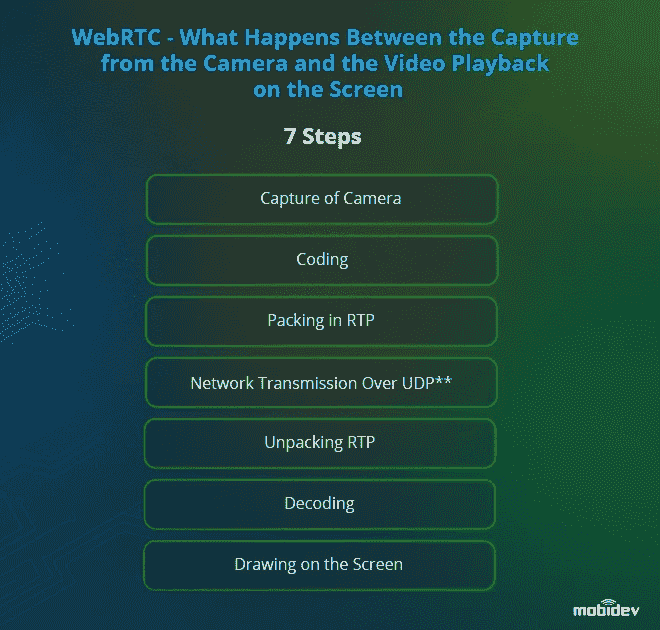 WebRTC - What Happens Between the Capture
from the Camera and the Video Playback
on the Screen
7 Steps
Capture of Camera
Coding
Packing in RTP
Network Transmission Over UDP**
Unpacking RTP
Decoding
Drawing on the Screen
mobidev